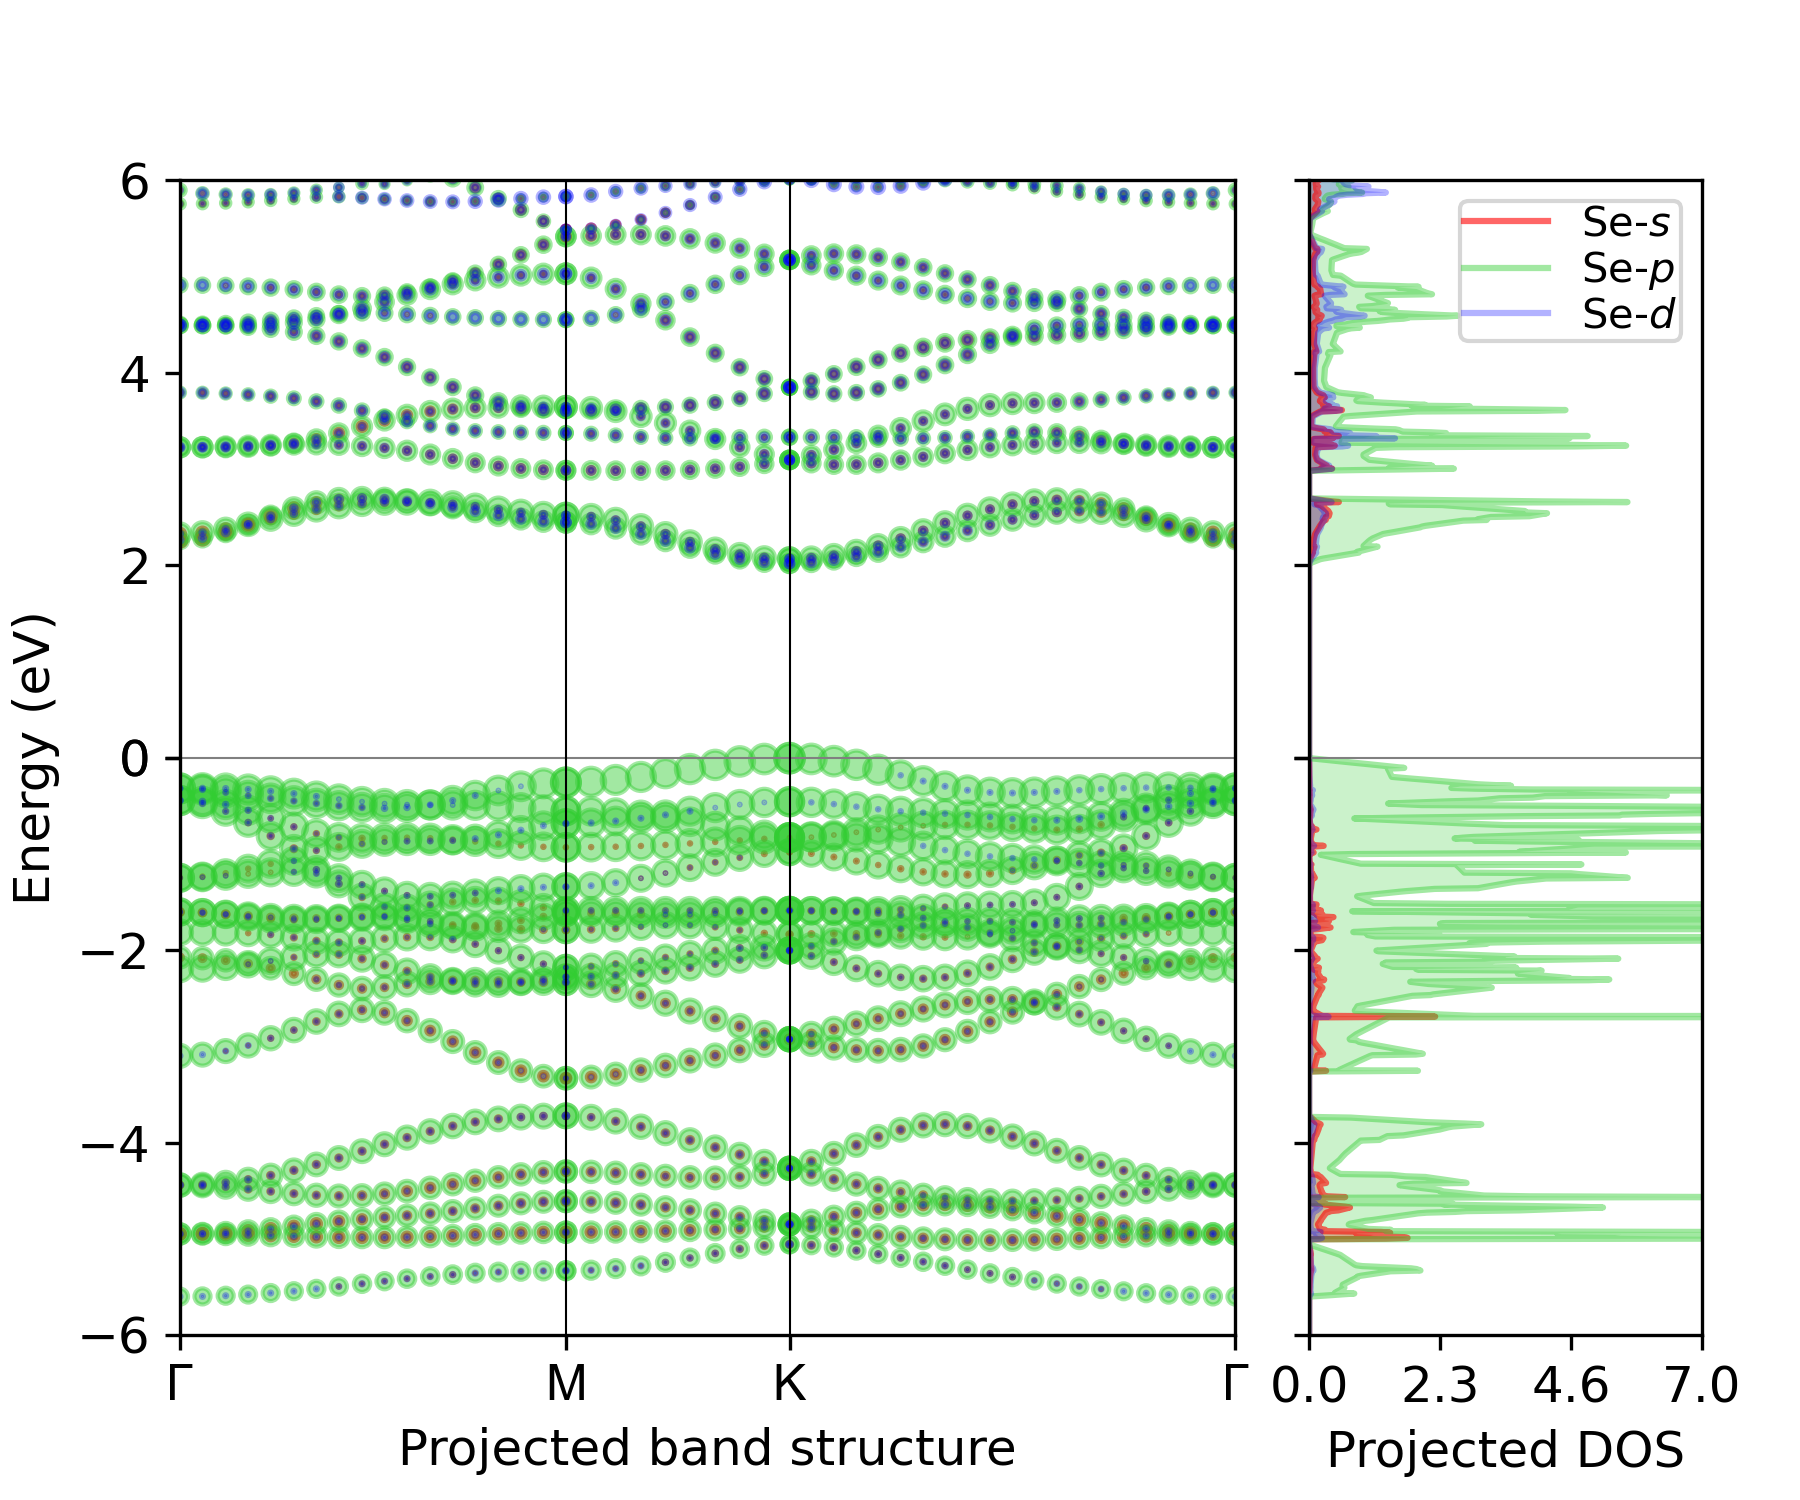 6
4
2
0
−2
−4
−6
Energy (eV)
Γ
M
K
Γ
Projected band structure
Se-s
Se-p
Se-d
0.0
2.3
4.6
7.0
Projected DOS